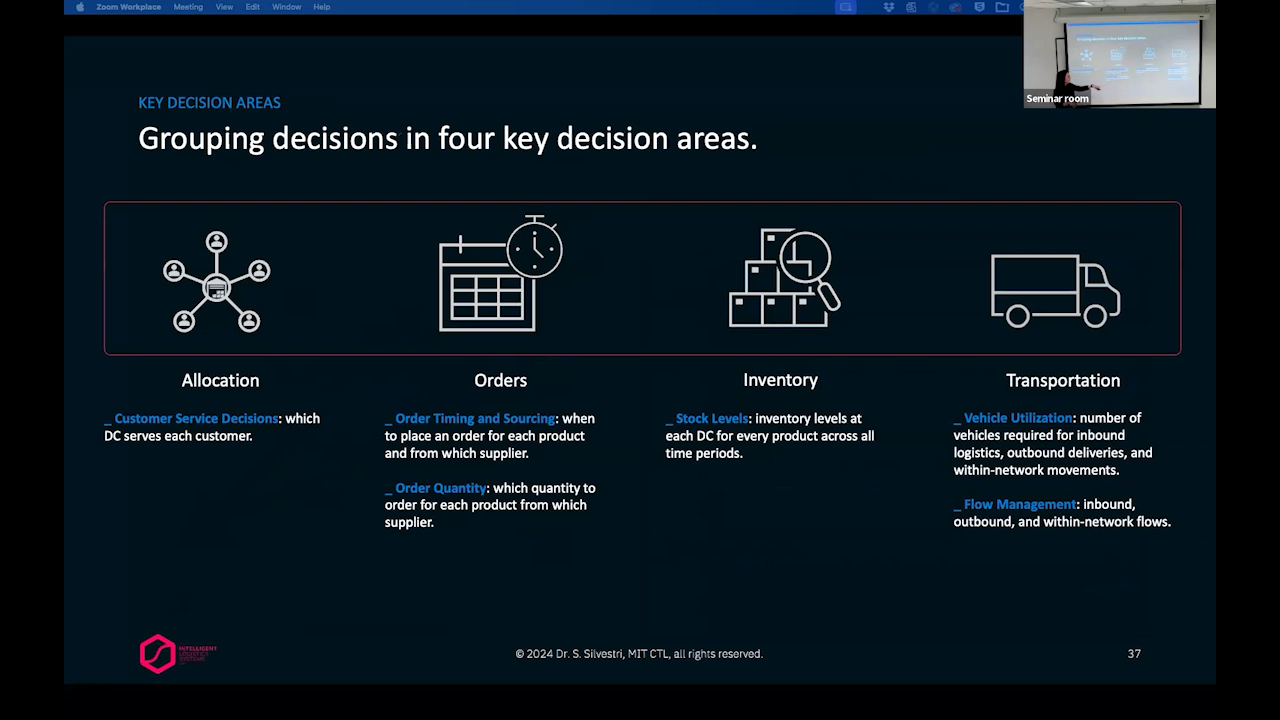 Zoom Workplace Meeting View Edit Window Help
Seminar room
KEY DECISION AREAS
Grouping decisions in four key decision areas.
Allocation
_ Customer Service Decisions: which
DC serves each customer.
Orders
_ Order Timing and Sourcing: when
to place an order for each product
and from which supplier.
_ Order Quantity: which quantity to
order for each product from which
supplier.
Inventory
_ Stock Levels: inventory levels at
each DC for every product across all
time periods.
Transportation
_ Vehicle Utilization: number of
vehicles required for inbound
logistics, outbound deliveries, and
within-network movements.
_ Flow Management: inbound,
outbound, and within-network flows.
INTELLIGENT
© 2024 Dr. S. Silvestri, MIT CTL, all rights reserved.
37